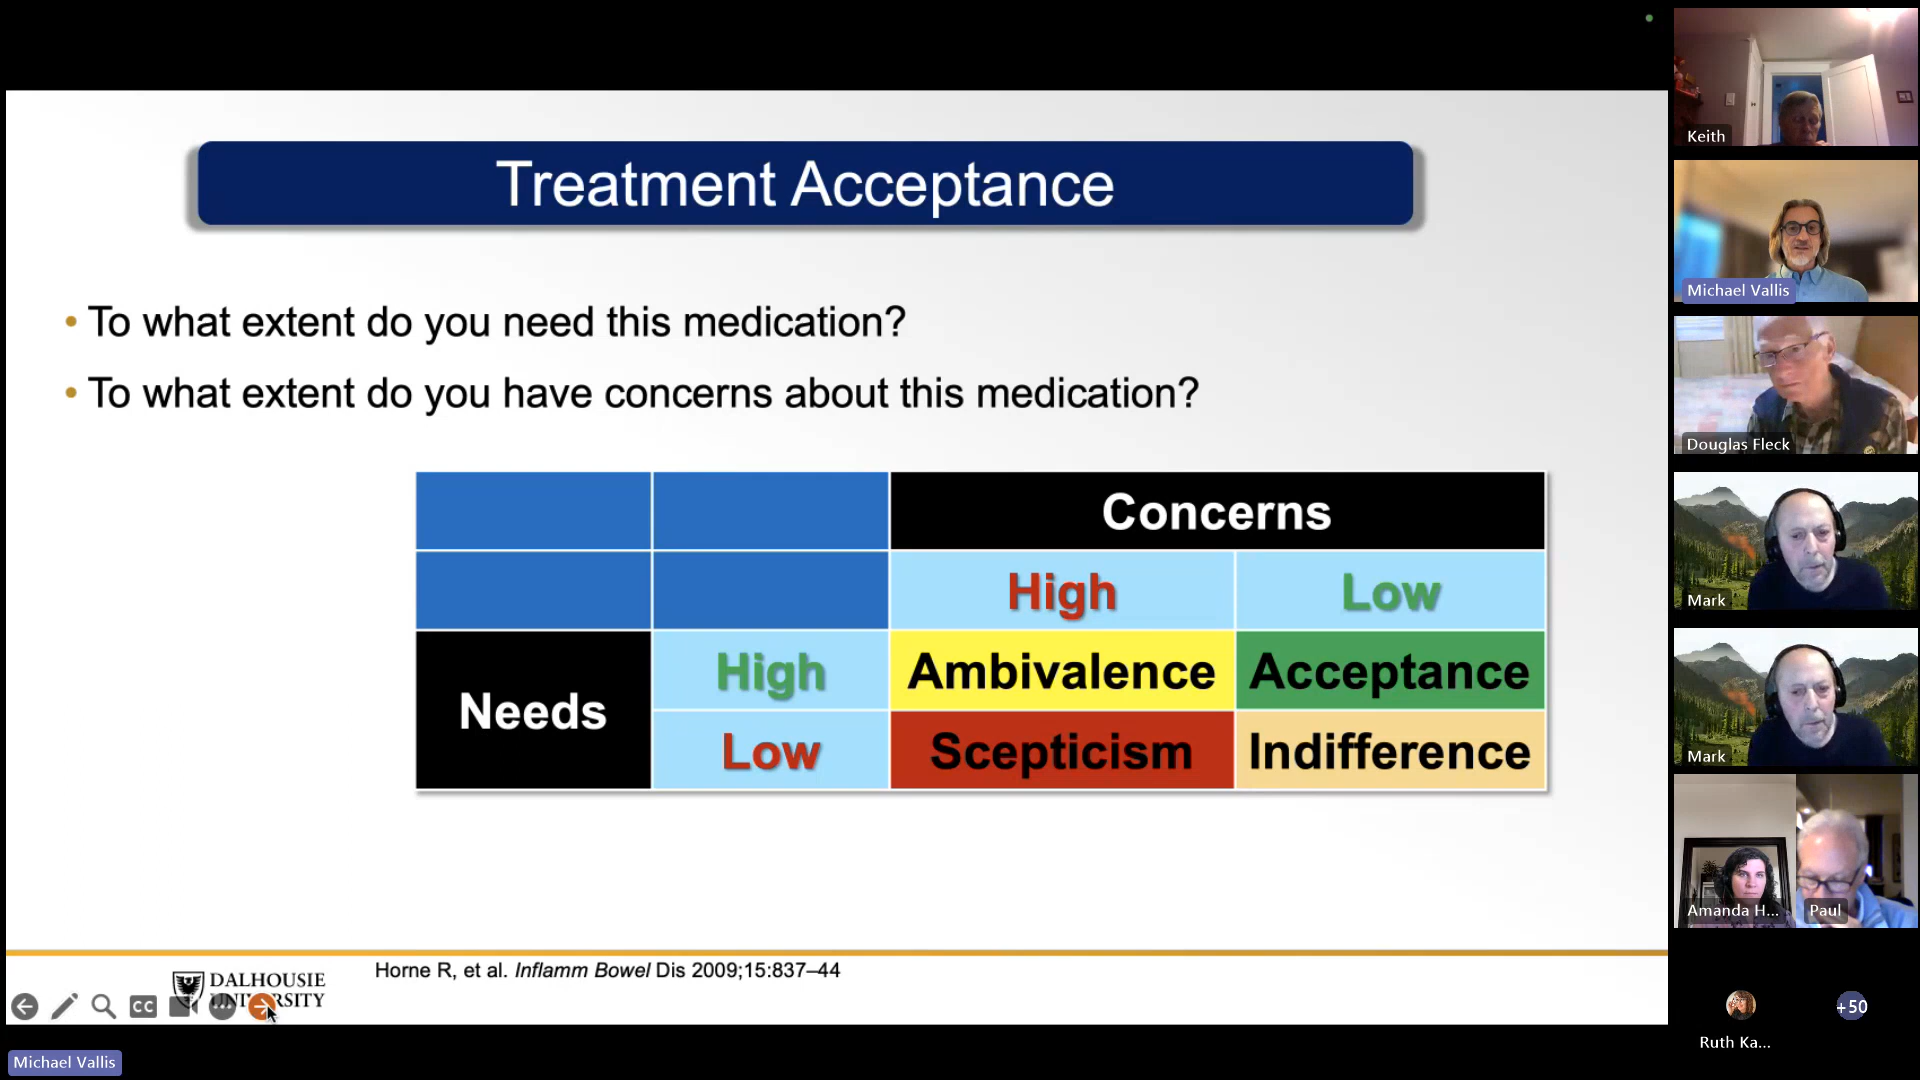 Treatment Acceptance
• To what extent do you need this medication?
• To what extent do you have concerns about this medication?
Concerns
High Low
Needs
High Ambivalence Acceptance
Low Scepticism Indifference
Horne R, et al. Inflamm Bowel Dis 2009;15:837–44
DALHOUSIE
UNIVERSITY
CC
Michael Vallis
Keith
Michael Vallis
Douglas Fleck
Mark
Mark
Amanda H...
Paul
Ruth Ka...
+50